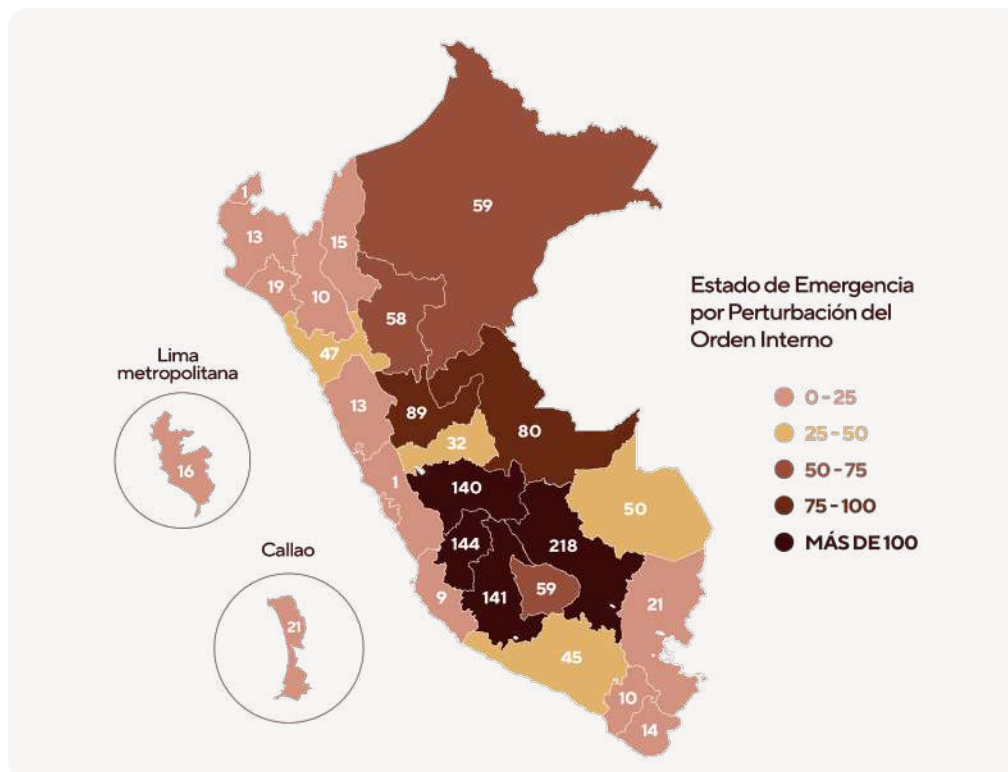 59
1
13
15
19
10
58
47
13
89
32
80
1
140
50
144
218
141
59
9
21
45
10
14
Lima
metropolitana
16
Callao
21
Estado de Emergencia
por Perturbación del
Orden Interno
0 - 25
25 - 50
50 - 75
75 - 100
MÁS DE 100